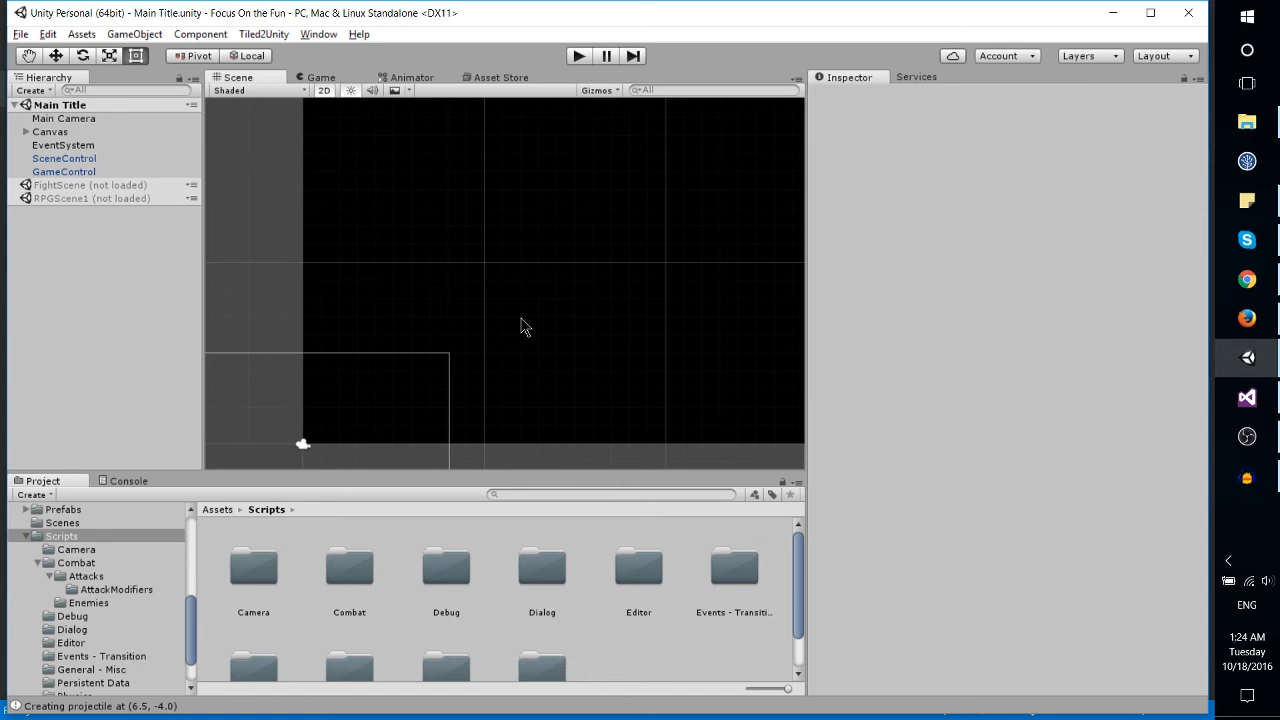 Unity Personal (64bit) - Main Title.unity - Focus On the Fun - PC, Mac & Linux Standalone <DX11>
File Edit Assets GameObject Component Tiled2Unity Window Help
Pivot Local Account Layers Layout
Hierarchy Scene Game Animator Asset Store Inspector Services
Create All Shaded 2D Gizmos All
Main Title
Main Camera
Canvas
EventSystem
SceneControl
GameControl
FightScene (not loaded)
RPGScene1 (not loaded)
Project Console
Create
Prefabs
Scenes
Scripts
Camera
Combat
Attacks
AttackModifiers
Enemies
Debug
Dialog
Editor
Events - Transition
General - Misc
Persistent Data
Assets Scripts
Camera Combat Debug Dialog Editor Events - Transiti...
Creating projectile at (6.5, -4.0)
ENG
1:24 AM
Tuesday
10/18/2016